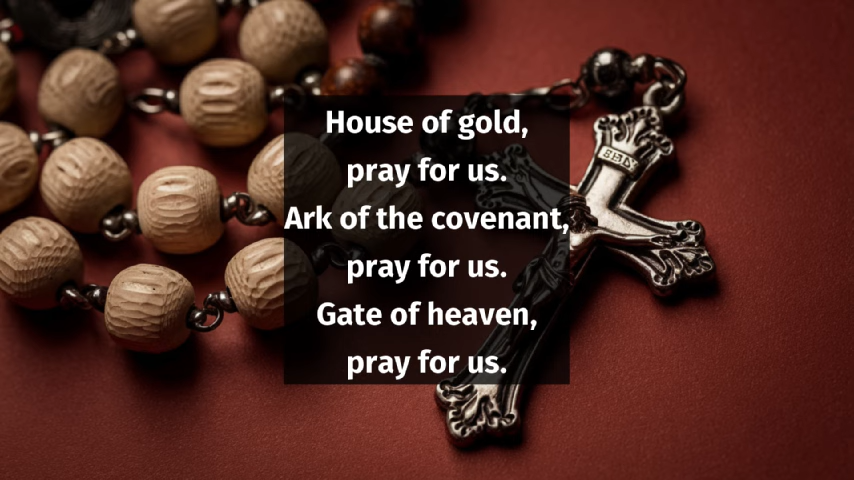 House of gold,
pray for us.
Ark of the covenant,
pray for us.
Gate of heaven,
pray for us.